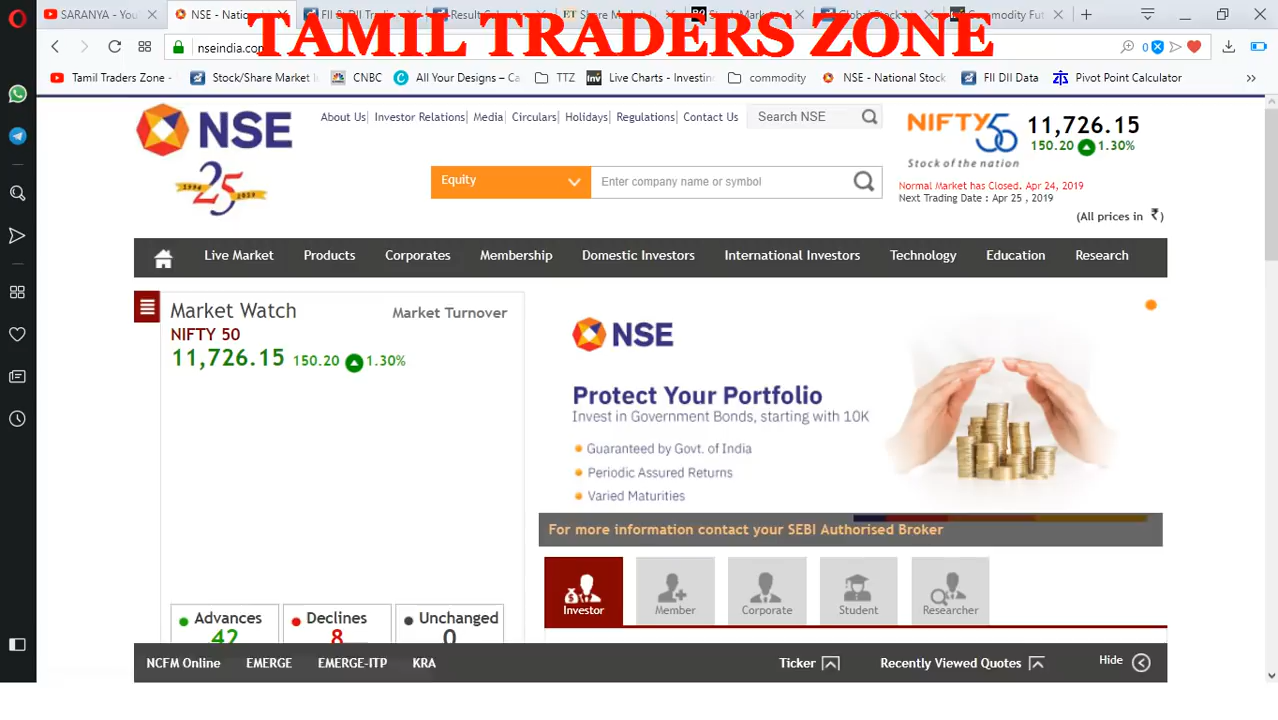 TAMIL TRADERS ZONE
SARANYA - You
NSE - Nation
nseindia.com
0
Tamil Traders Zone -
Stock/Share Market
CNBC
All Your Designs – Ca
TTZ
Live Charts - Investin
commodity
NSE – National Stock
FII DII Data
Pivot Point Calculator
NSE
1994 25 2019
About Us| Investor Relations| Media| Circulars| Holidays| Regulations| Contact Us
Search NSE
Equity
Enter company name or symbol
NIFTY 50
Stock of the nation
11,726.15
150.20 1.30%
Normal Market has Closed. Apr 24, 2019
Next Trading Date : Apr 25 , 2019
(All prices in ₹)
Live Market Products Corporates Membership Domestic Investors International Investors Technology Education Research
Market Watch
Market Turnover
NIFTY 50
11,726.15 150.20 1.30%
Advances
42
Declines
8
Unchanged
0
NSE
Protect Your Portfolio
Invest in Government Bonds, starting with 10K
Guaranteed by Govt. of India
Periodic Assured Returns
Varied Maturities
For more information contact your SEBI Authorised Broker
Investor Member Corporate Student Researcher
NCFM Online EMERGE EMERGE-ITP KRA
Ticker
Recently Viewed Quotes
Hide